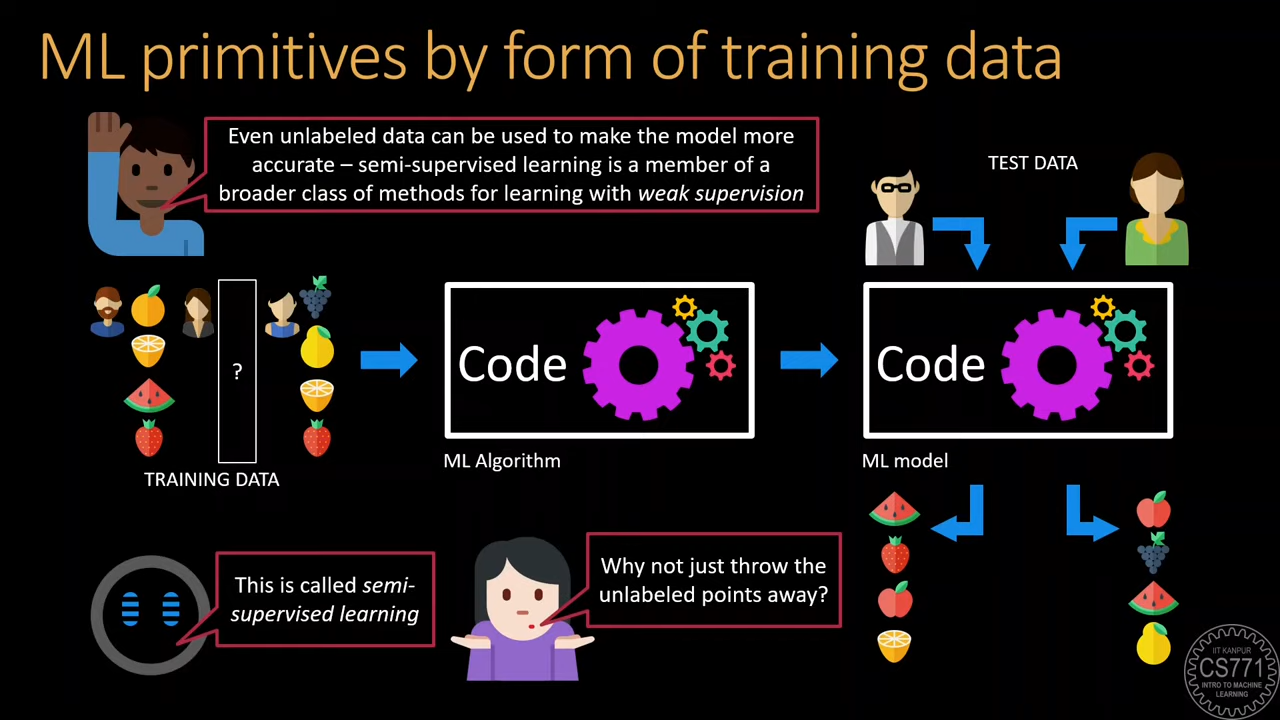 ML primitives by form of training data
Even unlabeled data can be used to make the model more
accurate – semi-supervised learning is a member of a
broader class of methods for learning with weak supervision
TEST DATA
?
TRAINING DATA
Code
ML Algorithm
Code
ML model
This is called semi-
supervised learning
Why not just throw the
unlabeled points away?
IIT KANPUR
CS771
INTRO TO MACHINE
LEARNING